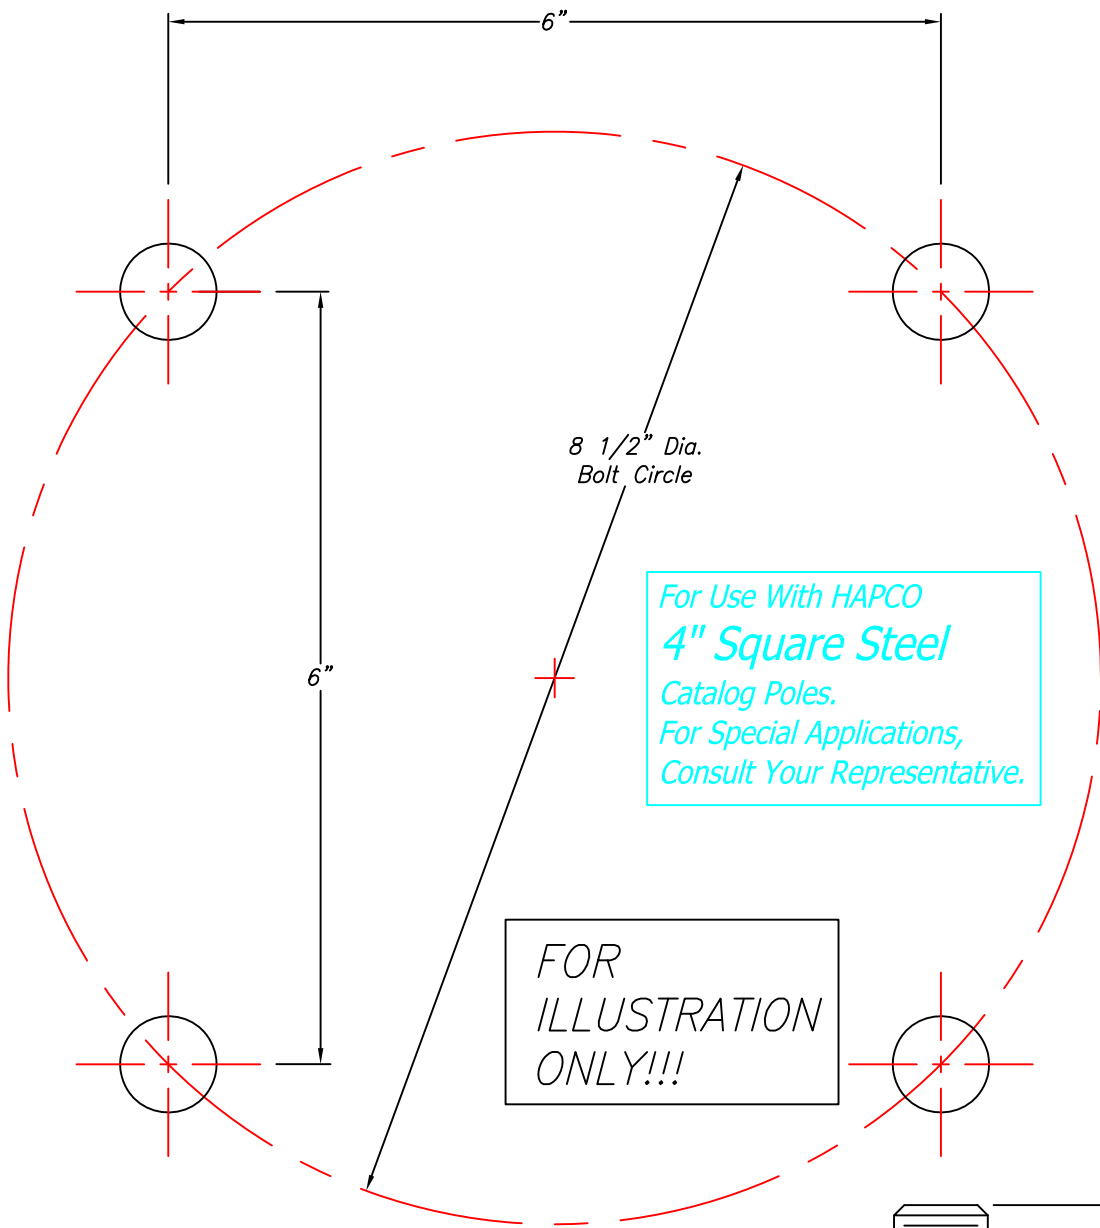 6”
8 1/2” Dia.
Bolt Circle
For Use With HAPCO
4" Square Steel
Catalog Poles.
For Special Applications,
Consult Your Representative.
6”
FOR
ILLUSTRATION
ONLY!!!